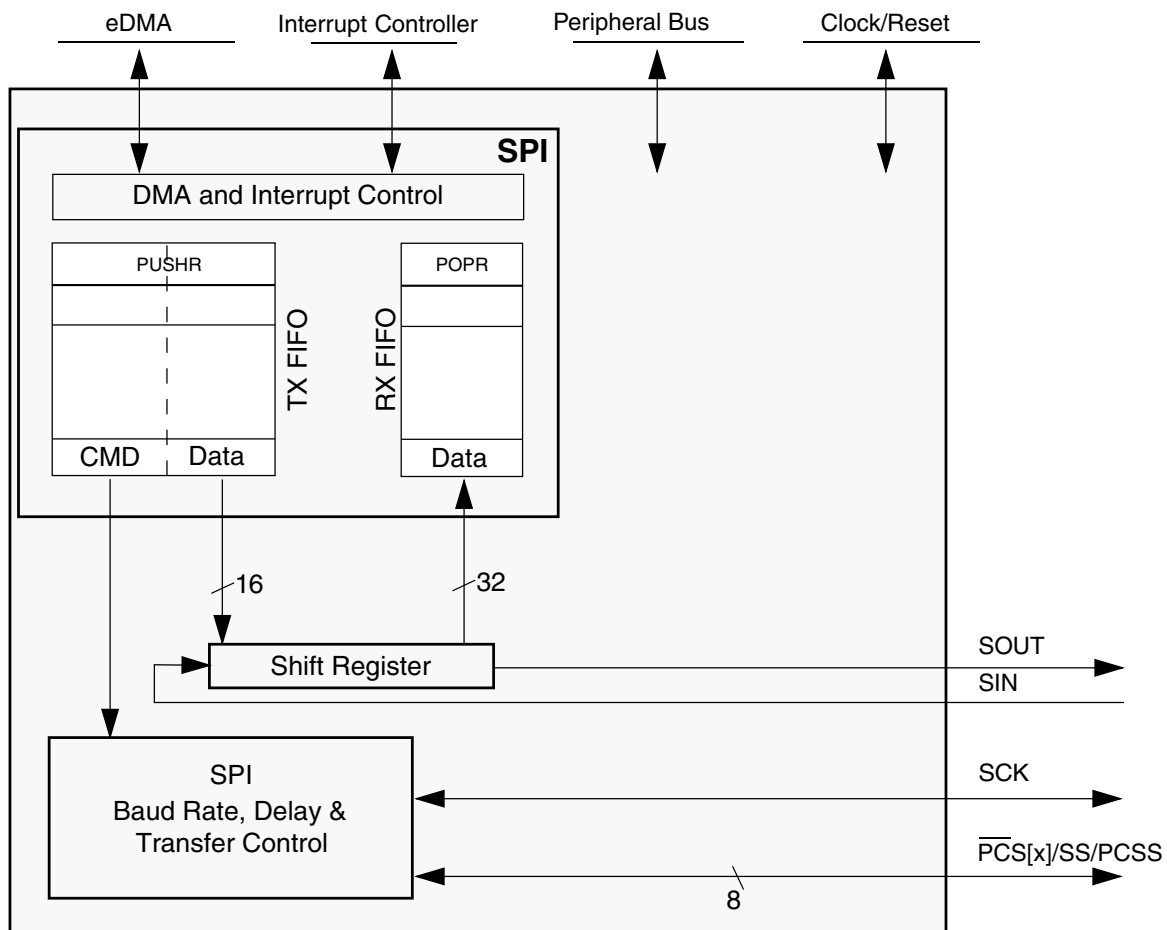 eDMA
Interrupt Controller
Peripheral Bus
Clock/Reset
SPI
DMA and Interrupt Control
PUSHR
POPR
TX FIFO
RX FIFO
CMD
Data
Data
16
32
Shift Register
SOUT
SIN
SPI
Baud Rate, Delay &
Transfer Control
SCK
PCS[x]/SS/PCSS
8